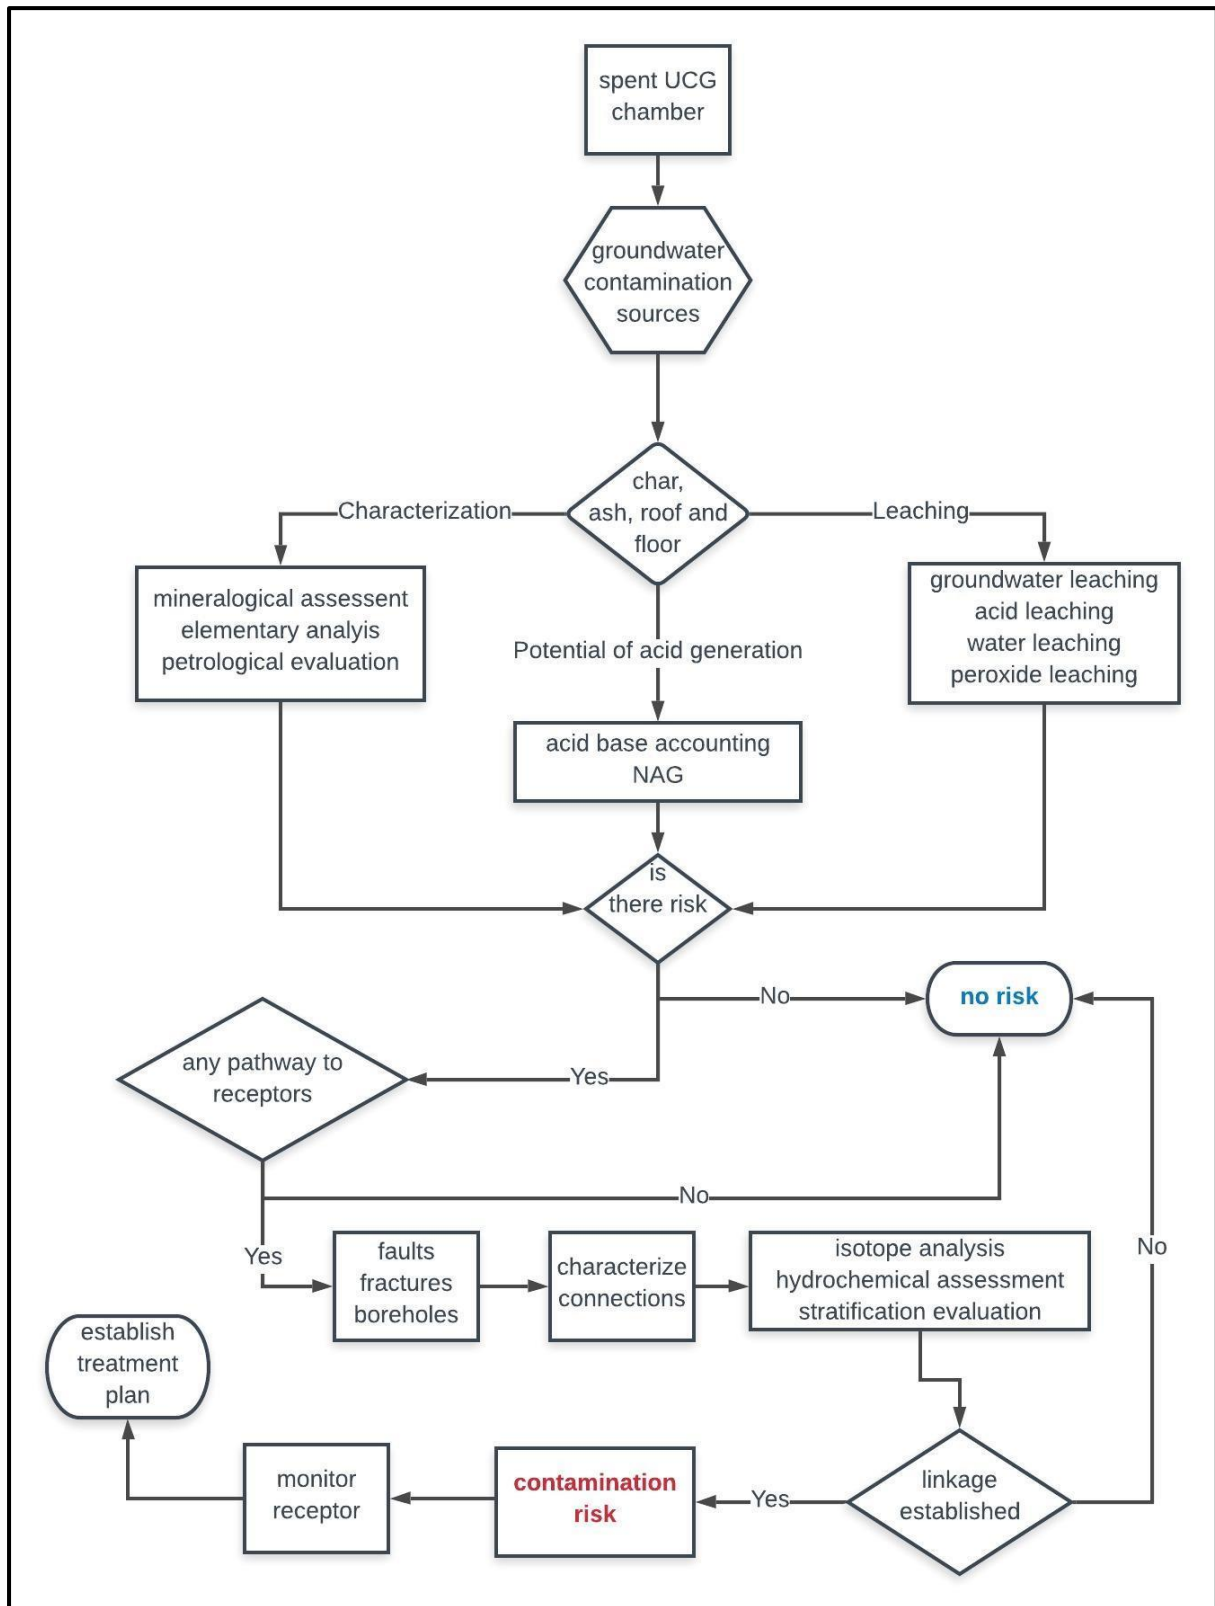 spent UCG
chamber
groundwater
contamination
sources
char,
ash, roof and
floor
Characterization
Leaching
mineralogical assessent
elementary analyis
petrological evaluation
Potential of acid generation
groundwater leaching
acid leaching
water leaching
peroxide leaching
acid base accounting
NAG
is
there risk
No
no risk
Yes
any pathway to
receptors
No
Yes
faults
fractures
boreholes
characterize
connections
isotope analysis
hydrochemical assessment
stratification evaluation
No
linkage
established
Yes
contamination
risk
monitor
receptor
establish
treatment
plan